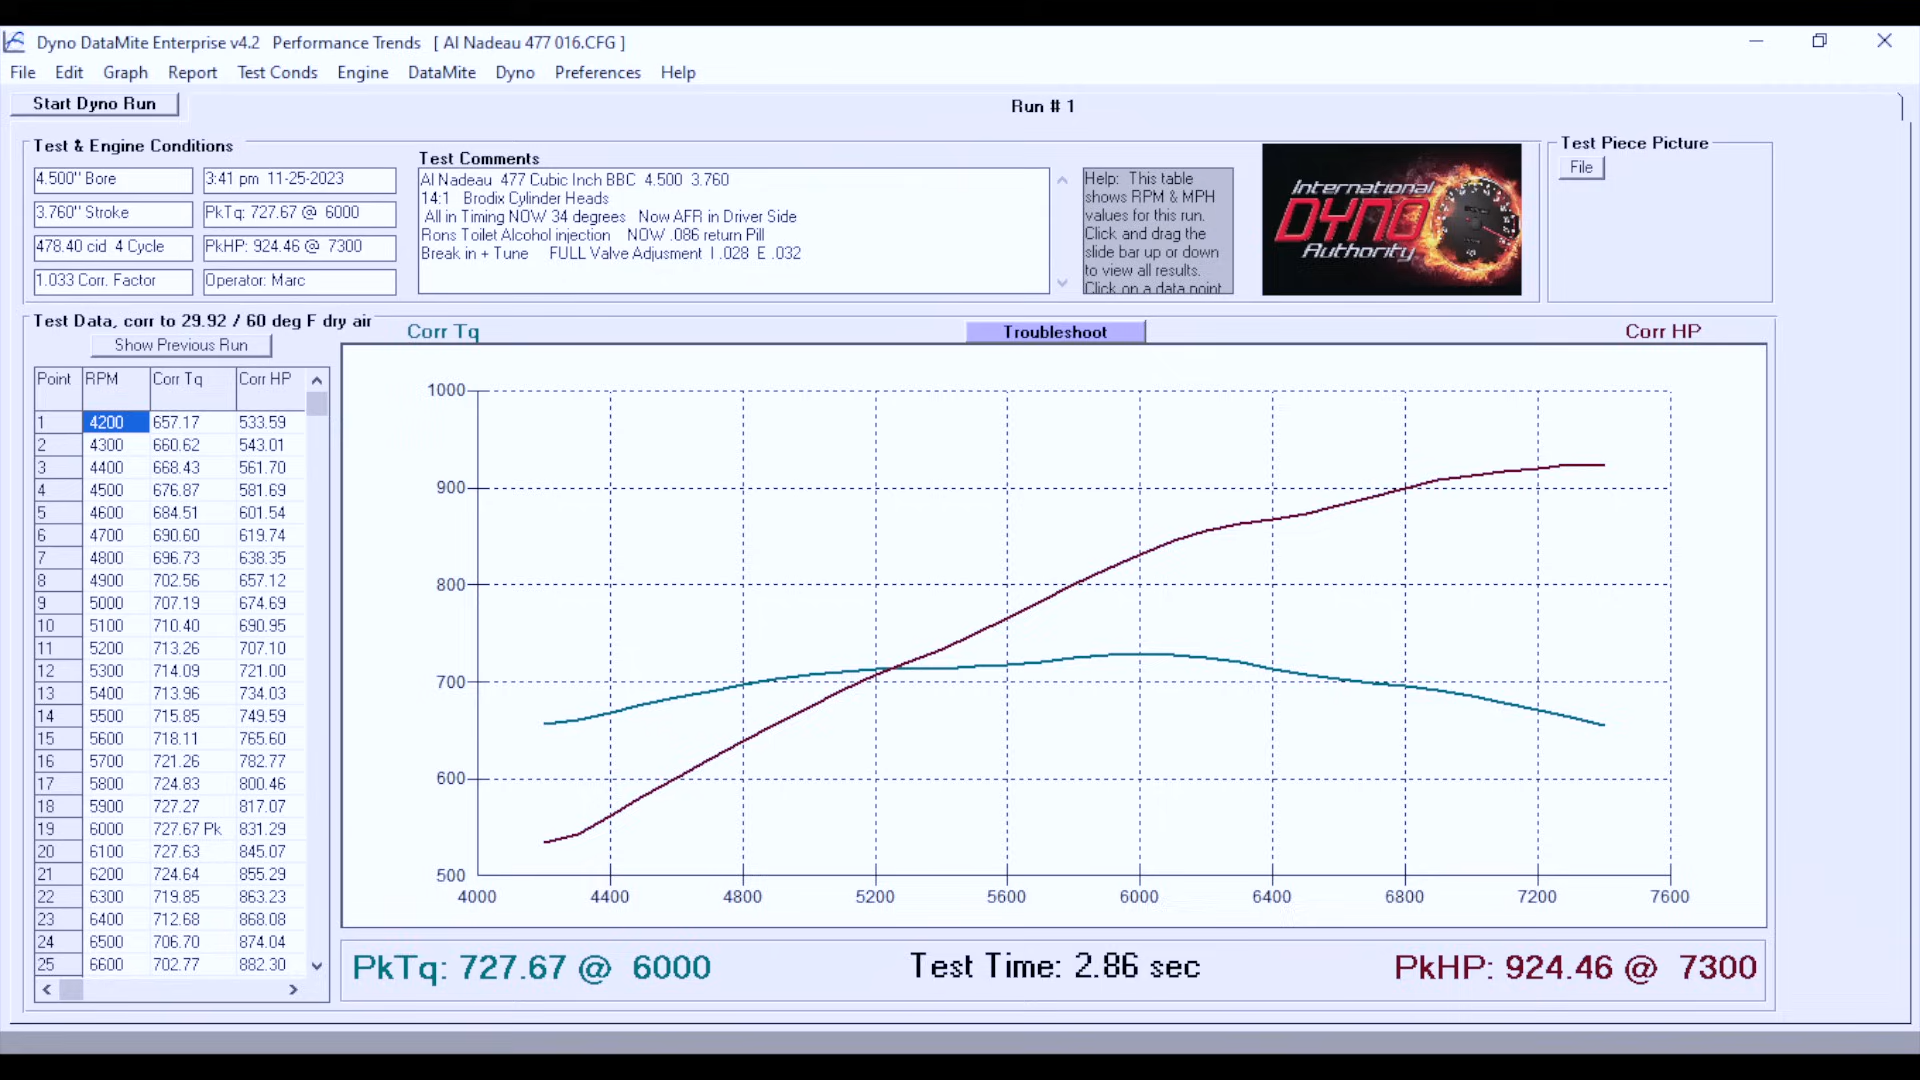 Dyno DataMite Enterprise v4.2 Performance Trends [ Al Nadeau 477 016.CFG ]
File Edit Graph Report Test Conds Engine DataMite Dyno Preferences Help
Start Dyno Run
Run # 1
Test & Engine Conditions
4.500" Bore 3:41 pm 11-25-2023
3.760" Stroke PkTq: 727.67 @ 6000
478.40 cid 4 Cycle PkHP: 924.46 @ 7300
1.033 Corr. Factor Operator: Marc
Test Comments
Al Nadeau 477 Cubic Inch BBC 4.500 3.760
14:1 Brodix Cylinder Heads
All in Timing NOW 34 degrees Now AFR in Driver Side
Rons Toilet Alcohol injection NOW .086 return Pill
Break in + Tune FULL Valve Adjusment I .028 E .032
Help: This table
shows RPM & MPH
values for this run.
Click and drag the
slide bar up or down
to view all results.
Click on a data point
International
DYNO
Authority
Test Piece Picture
File
Test Data, corr to 29.92 / 60 deg F dry air
Show Previous Run
Point RPM Corr Tq Corr HP
1 4200 657.17 533.59
2 4300 660.62 543.01
3 4400 668.43 561.70
4 4500 676.87 581.69
5 4600 684.51 601.54
6 4700 690.60 619.74
7 4800 696.73 638.35
8 4900 702.56 657.12
9 5000 707.19 674.69
10 5100 710.40 690.95
11 5200 713.26 707.10
12 5300 714.09 721.00
13 5400 713.96 734.03
14 5500 715.85 749.59
15 5600 718.11 765.60
16 5700 721.26 782.77
17 5800 724.83 800.46
18 5900 727.27 817.07
19 6000 727.67 Pk 831.29
20 6100 727.63 845.07
21 6200 724.64 855.29
22 6300 719.85 863.23
23 6400 712.68 868.08
24 6500 706.70 874.04
25 6600 702.77 882.30
Corr Tq
Troubleshoot
Corr HP
1000
900
800
700
600
500
4000 4400 4800 5200 5600 6000 6400 6800 7200 7600
PkTq: 727.67 @ 6000
Test Time: 2.86 sec
PkHP: 924.46 @ 7300